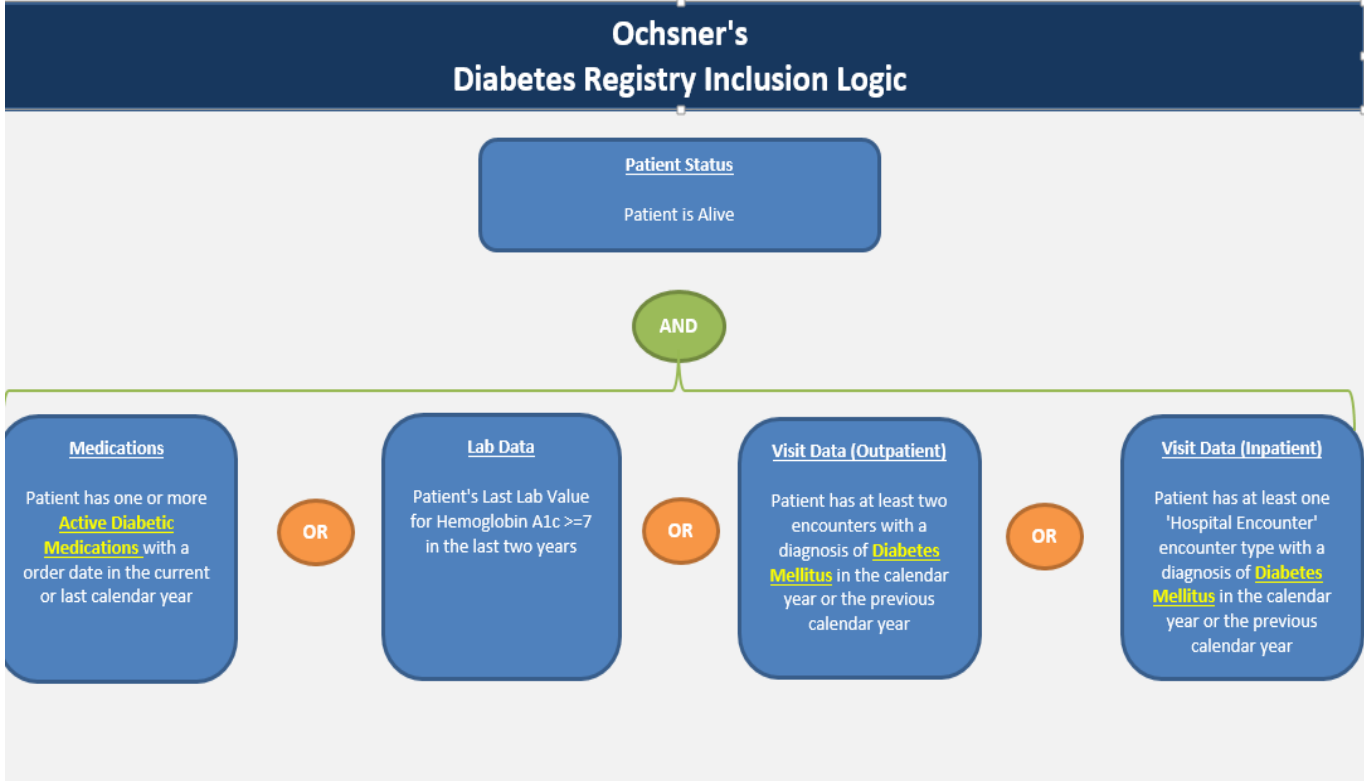 Ochsner's
Diabetes Registry Inclusion Logic
Patient Status
Patient is Alive
AND
Medications
Patient has one or more
Active Diabetic
Medications with a
order date in the current
or last calendar year
OR
Lab Data
Patient's Last Lab Value
for Hemoglobin A1c >=7
in the last two years
OR
Visit Data (Outpatient)
Patient has at least two
encounters with a
diagnosis of Diabetes
Mellitus in the calendar
year or the previous
calendar year
OR
Visit Data (Inpatient)
Patient has at least one
'Hospital Encounter'
encounter type with a
diagnosis of Diabetes
Mellitus in the calendar
year or the previous
calendar year